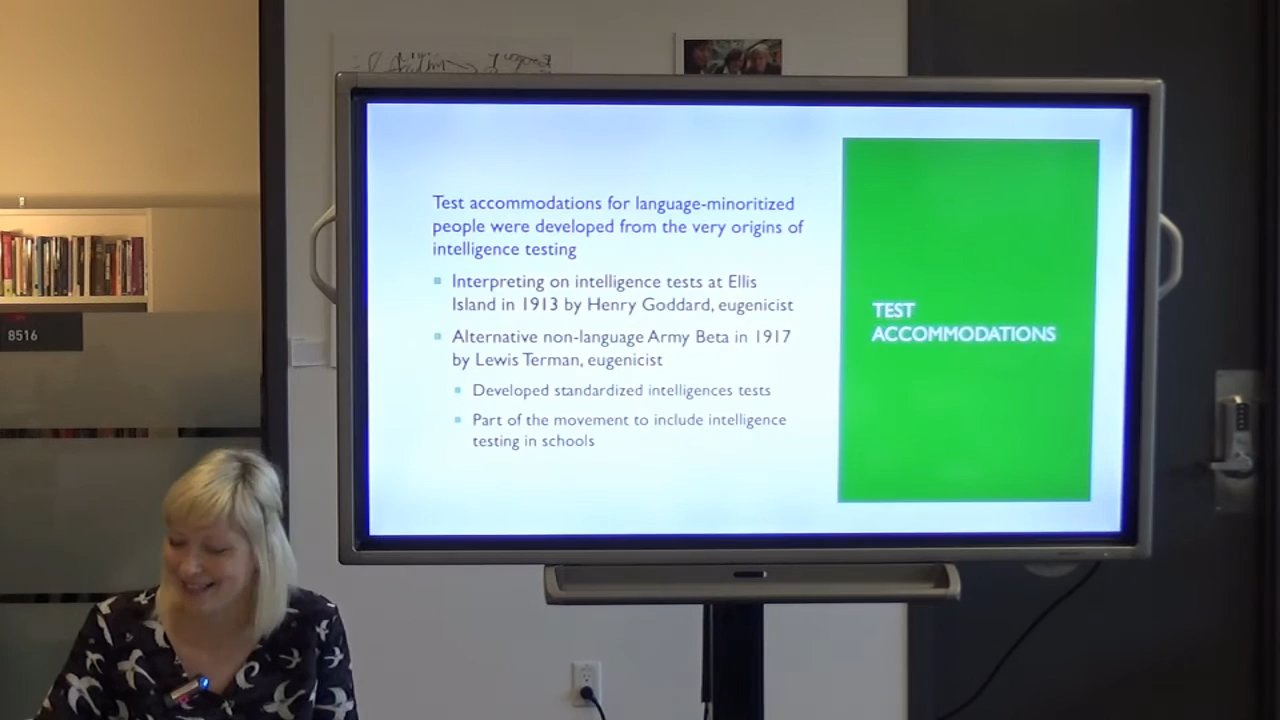 Test accommodations for language-minoritized
people were developed from the very origins of
intelligence testing
Interpreting on intelligence tests at Ellis
Island in 1913 by Henry Goddard, eugenicist
Alternative non-language Army Beta in 1917
by Lewis Terman, eugenicist
Developed standardized intelligences tests
Part of the movement to include intelligence
testing in schools
TEST
ACCOMMODATIONS
8516